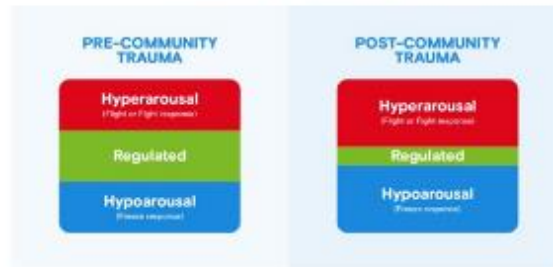 PRE-COMMUNITY
TRAUMA
Hyperarousal
(Flight or Fight response)
Regulated
Hypoarousal
(Freeze response)
POST-COMMUNITY
TRAUMA
Hyperarousal
(Flight or Fight response)
Regulated
Hypoarousal
(Freeze response)